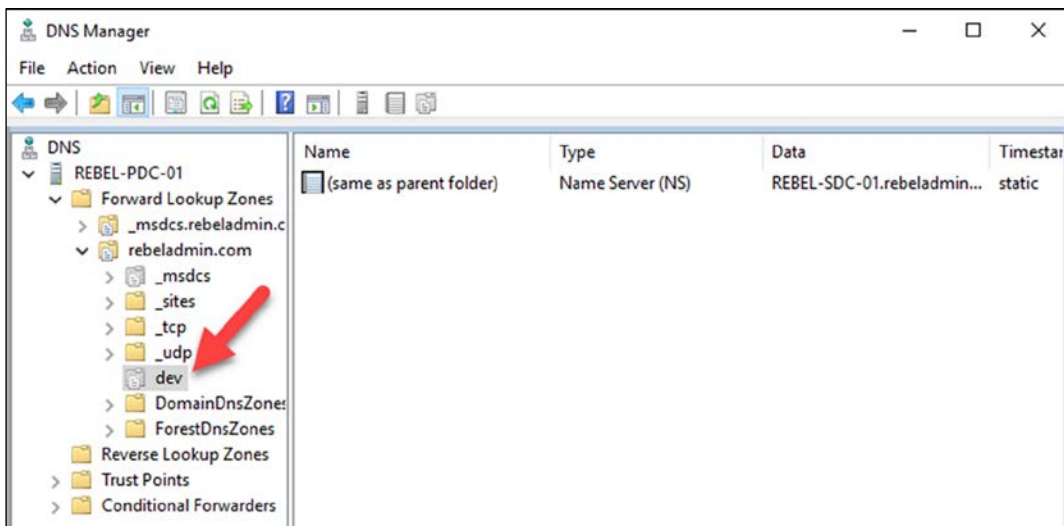 DNS Manager
File Action View Help
DNS
REBEL-PDC-01
Forward Lookup Zones
_msdcs.rebeladmin.c
rebeladmin.com
_msdcs
_sites
_tcp
_udp
dev
DomainDnsZones
ForestDnsZones
Reverse Lookup Zones
Trust Points
Conditional Forwarders
Name Type Data Timestar
(same as parent folder) Name Server (NS) REBEL-SDC-01.rebeladmin... static